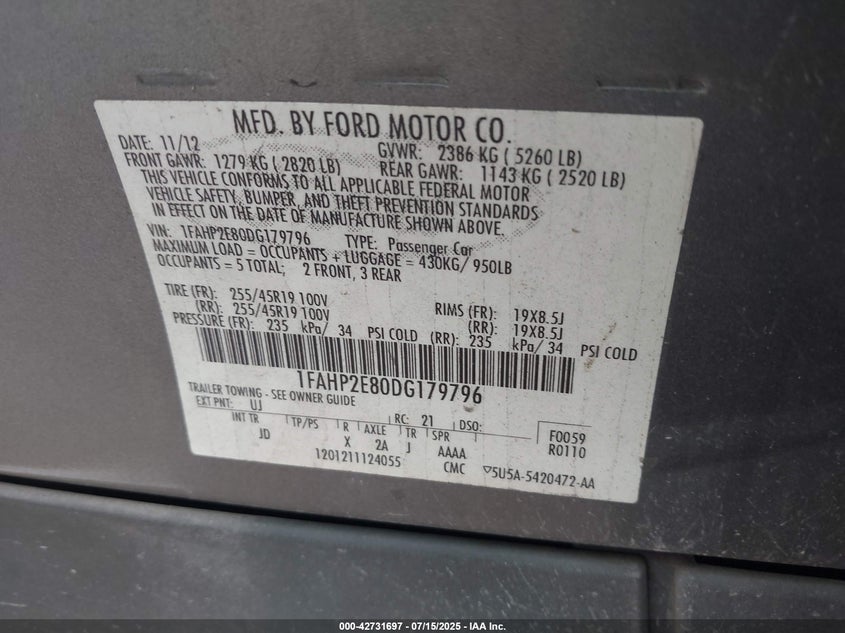 MFD. BY FORD MOTOR CO.
DATE: 11/12 GVWR: 2386 KG ( 5260 LB)
FRONT GAWR: 1279 KG ( 2820 LB) REAR GAWR: 1143 KG ( 2520 LB)
THIS VEHICLE CONFORMS TO ALL APPLICABLE FEDERAL MOTOR
VEHICLE SAFETY, BUMPER, AND THEFT PREVENTION STANDARDS
IN EFFECT ON THE DATE OF MANUFACTURE SHOWN ABOVE.
VIN: 1FAHP2E80DG179796 TYPE: Passenger Car
MAXIMUM LOAD = OCCUPANTS + LUGGAGE = 430KG/ 950LB
OCCUPANTS = 5 TOTAL; 2 FRONT, 3 REAR
TIRE (FR): 255/45R19 100V RIMS (FR): 19X8.5J
(RR): 255/45R19 100V (RR): 19X8.5J
PRESSURE (FR): 235 kPa/ 34 PSI COLD (RR): 235 kPa/ 34 PSI COLD
1FAHP2E80DG179796
TRAILER TOWING - SEE OWNER GUIDE
EXT PNT: UJ RC: 21 DSO: F0059
INT TR TP/PS R AXLE TR SPR R0110
JD X 2A J AAAA
1201211124055 CMC 5U5A-5420472-AA
000-42731697 - 07/15/2025 - IAA Inc.